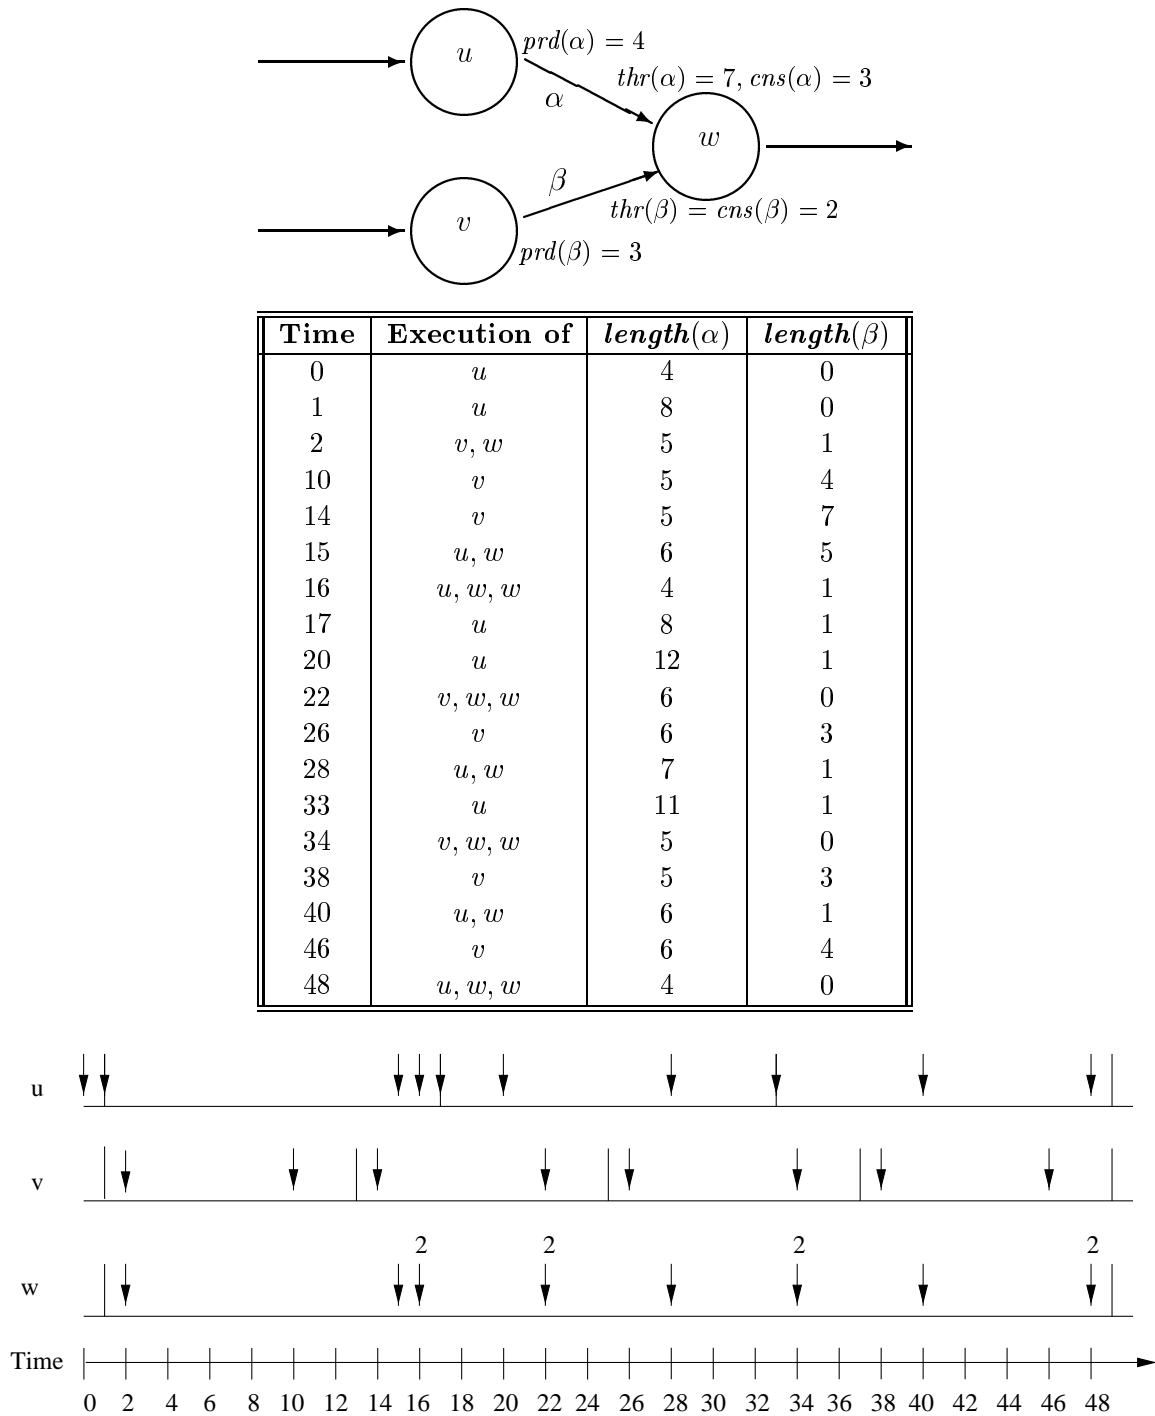 u
prd(α) = 4
thr(α) = 7, cns(α) = 3
α
w
β
v
thr(β) = cns(β) = 2
prd(β) = 3
Time Execution of length(α) length(β)
0 u 4 0
1 u 8 0
2 v, w 5 1
10 v 5 4
14 v 5 7
15 u, w 6 5
16 u, w, w 4 1
17 u 8 1
20 u 12 1
22 v, w, w 6 0
26 v 6 3
28 u, w 7 1
33 u 11 1
34 v, w, w 5 0
38 v 5 3
40 u, w 6 1
46 v 6 4
48 u, w, w 4 0
u
v
2 2 2 2
w
Time
0 2 4 6 8 10 12 14 16 18 20 22 24 26 28 30 32 34 36 38 40 42 44 46 48